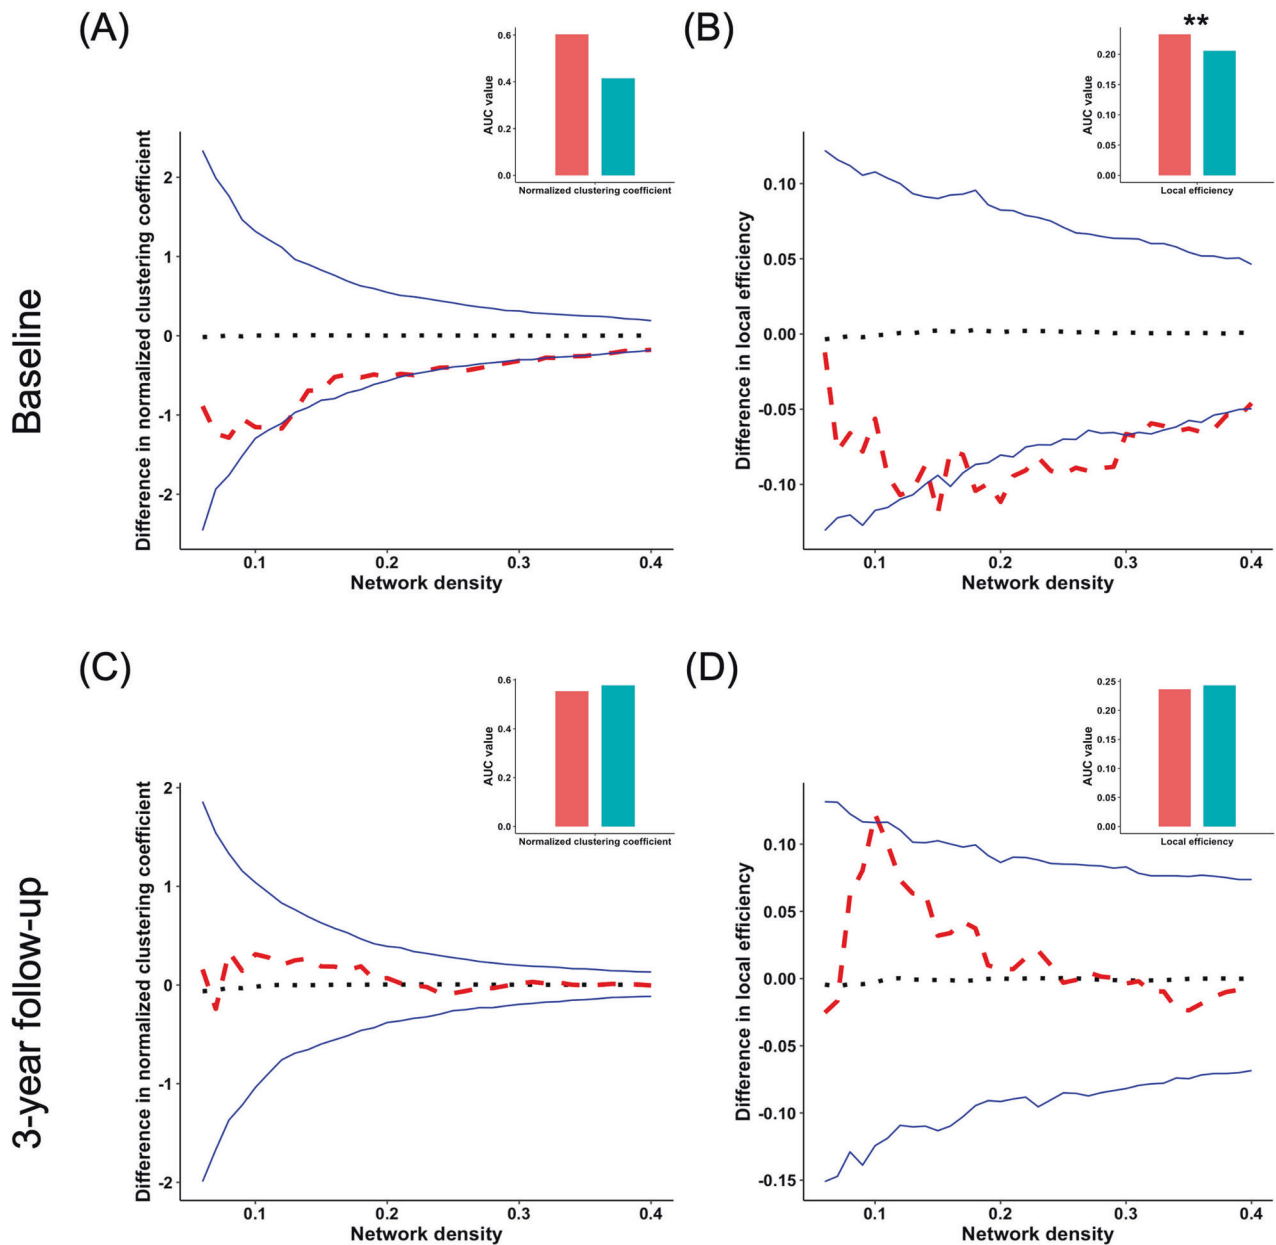 (A)
0.6
0.4
0.2
0.0
AUC value
Normalized clustering coefficient
Difference in normalized clustering coefficient
2
1
0
-1
-2
0.1 0.2 0.3 0.4
Network density
(B)
**
0.20
0.15
0.10
0.05
0.00
AUC value
Local efficiency
Difference in local efficiency
0.10
0.05
0.00
-0.05
-0.10
0.1 0.2 0.3 0.4
Network density
Baseline
(C)
0.6
0.4
0.2
0.0
AUC value
Normalized clustering coefficient
Difference in normalized clustering coefficient
2
1
0
-1
-2
0.1 0.2 0.3 0.4
Network density
(D)
0.25
0.20
0.15
0.10
0.05
0.00
AUC value
Local efficiency
Difference in local efficiency
0.10
0.05
0.00
-0.05
-0.10
-0.15
0.1 0.2 0.3 0.4
Network density
3-year follow-up